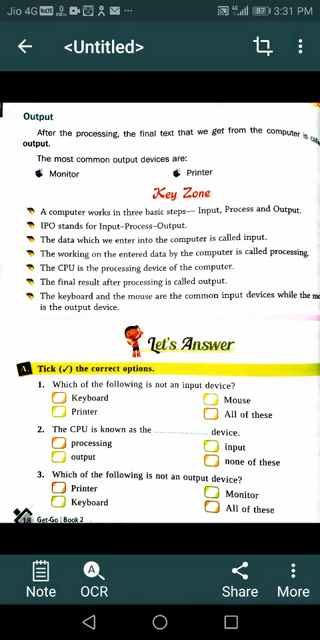 Jio 4G VoLTE 0 K/s 4G 87 3:31 PM
<Untitled>
Output
After the processing, the final text that we get from the computer is
output.
The most common output devices are:
Monitor Printer
Key Zone
A computer works in three basic steps— Input, Process and Output.
IPO stands for Input–Process–Output.
The data which we enter into the computer is called input.
The working on the entered data by the computer is called processing.
The CPU is the processing device of the computer.
The final result after processing is called output.
The keyboard and the mouse are the common input devices while the
is the output device.
Let's Answer
A. Tick (✓) the correct options.
1. Which of the following is not an input device?
Keyboard Mouse
Printer All of these
2. The CPU is known as the ................ device.
processing input
output none of these
3. Which of the following is not an output device?
Printer Monitor
Keyboard All of these
18 Get-Go | Book 2
Note OCR Share More